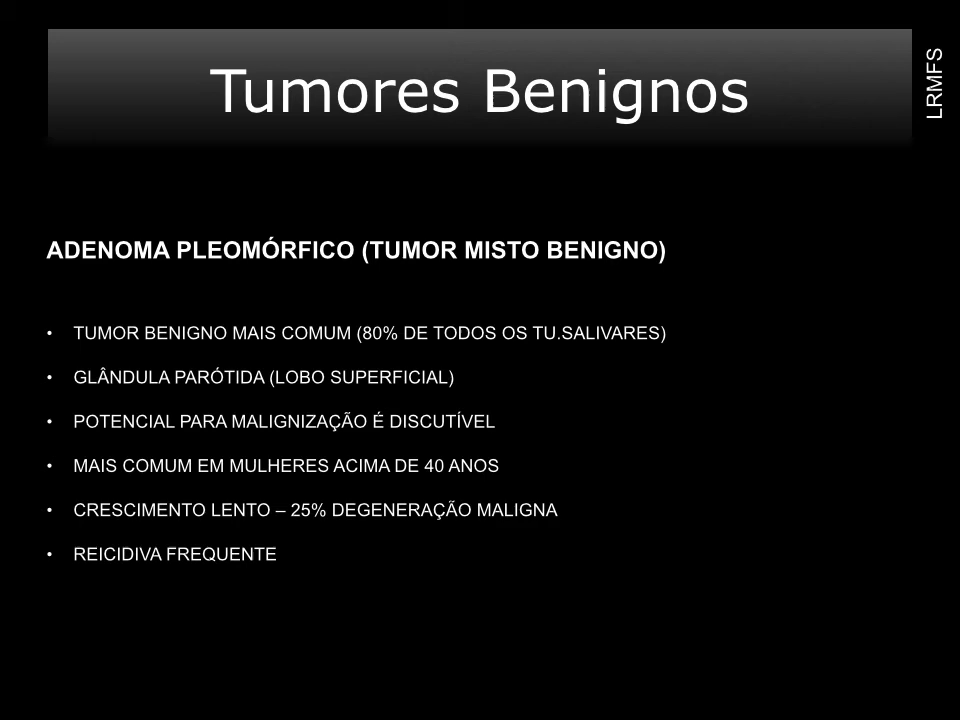 Tumores Benignos
LRMFS
ADENOMA PLEOMÓRFICO (TUMOR MISTO BENIGNO)
• TUMOR BENIGNO MAIS COMUM (80% DE TODOS OS TU.SALIVARES)
• GLÂNDULA PARÓTIDA (LOBO SUPERFICIAL)
• POTENCIAL PARA MALIGNIZAÇÃO É DISCUTÍVEL
• MAIS COMUM EM MULHERES ACIMA DE 40 ANOS
• CRESCIMENTO LENTO – 25% DEGENERAÇÃO MALIGNA
• REICIDIVA FREQUENTE